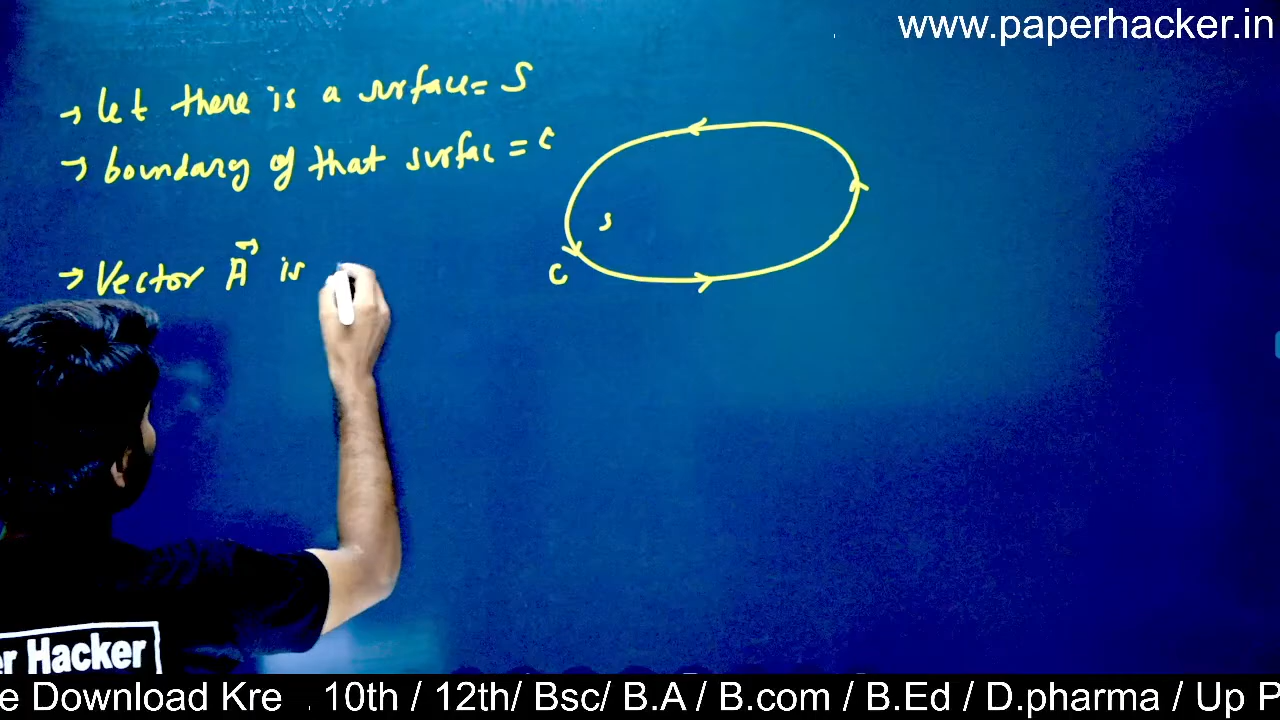 www.paperhacker.in
→ let there is a surface = S
→ boundary of that surfac = c
s
→ Vector A⃗ is
C
er Hacker
e Download Kre . 10th / 12th/ Bsc/ B.A / B.com / B.Ed / D.pharma / Up P